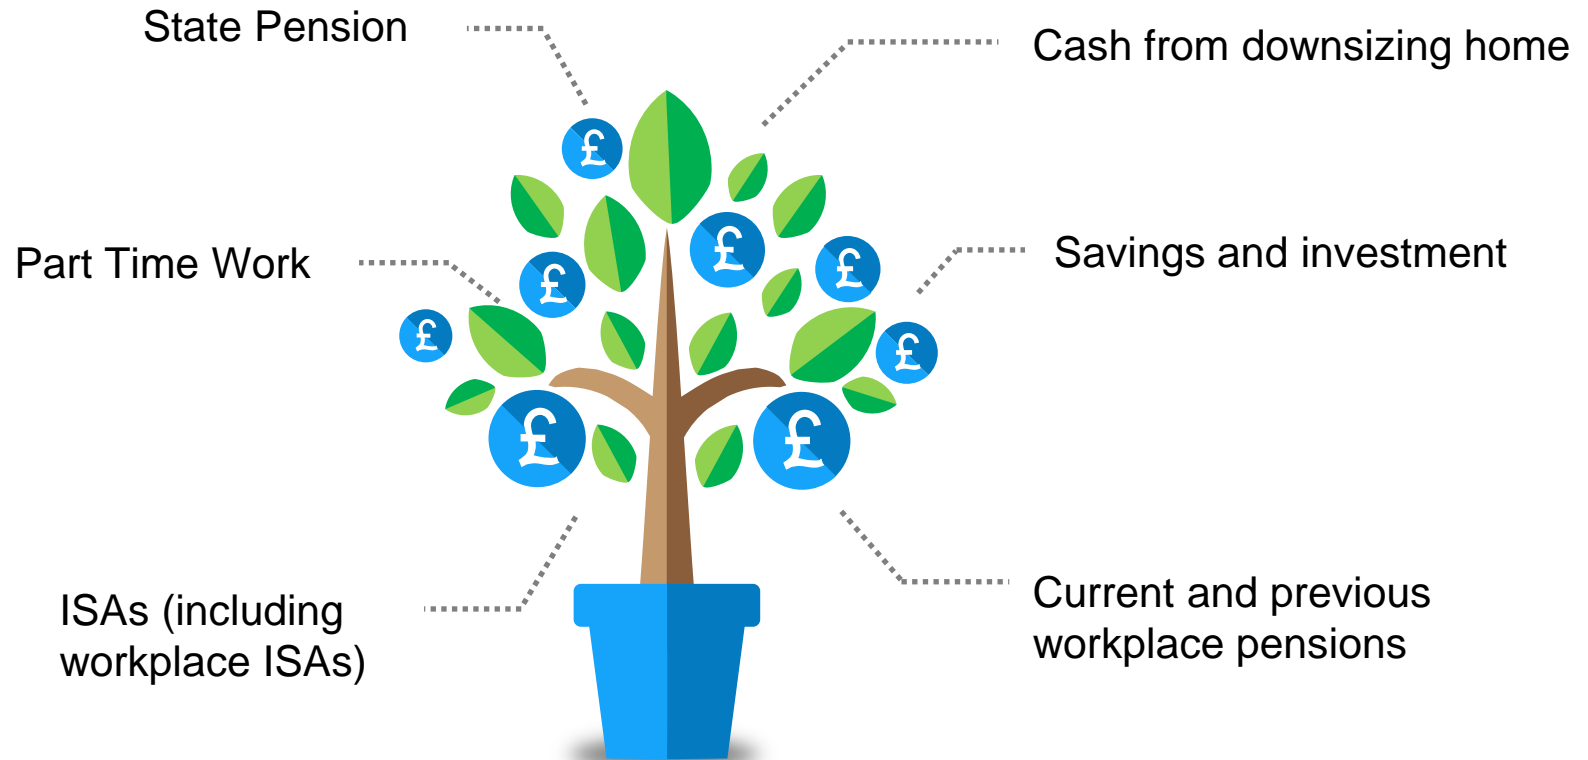 State Pension
Cash from downsizing home
Part Time Work
Savings and investment
£
£
£
£
£
£
£
£
ISAs (including
workplace ISAs)
Current and previous
workplace pensions